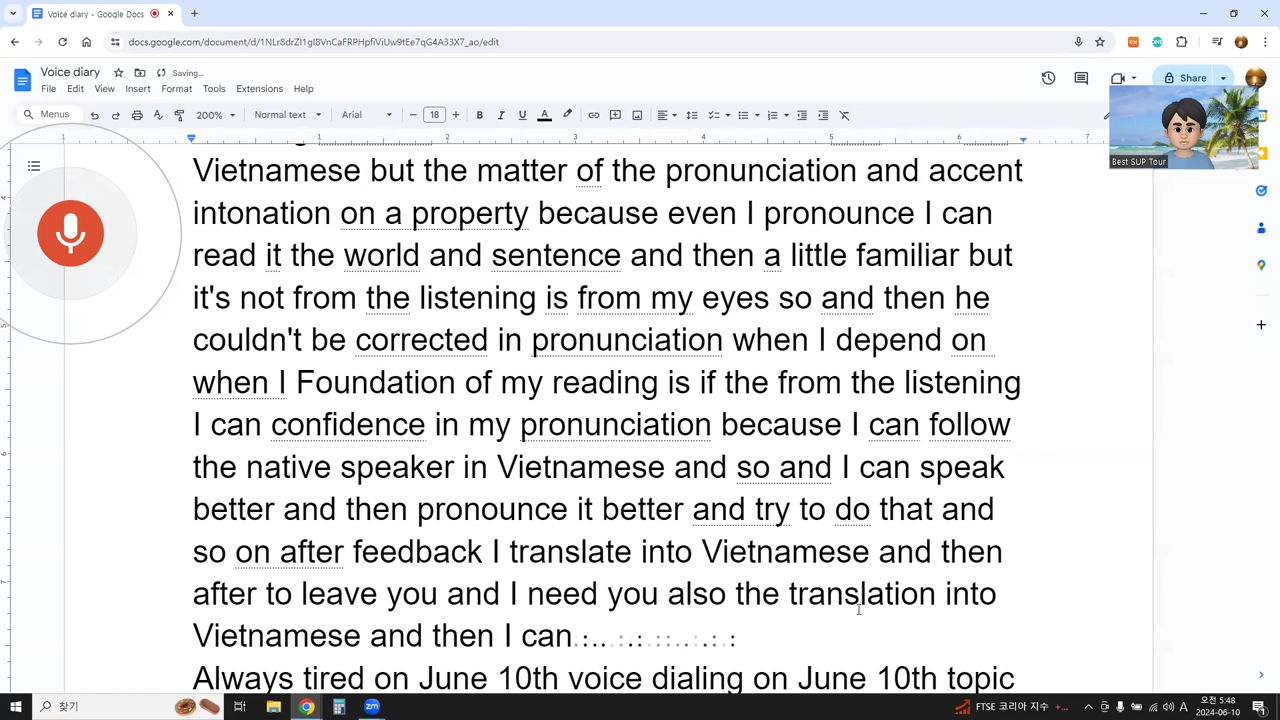 Voice diary - Google Docs
docs.google.com/document/d/1NLr8drZI1gI8VnCaFRPHpfiViUw9tEe7qG4A33X7_ao/edit
Voice diary
Saving...
File Edit View Insert Format Tools Extensions Help
Share
Menus
200%
Normal text
Arial
18
B I U A
1 1 2 3 4 5 6 7
Best SUP Tour
Vietnamese but the matter of the pronunciation and accent
intonation on a property because even I pronounce I can
read it the world and sentence and then a little familiar but
it's not from the listening is from my eyes so and then he
couldn't be corrected in pronunciation when I depend on
when I Foundation of my reading is if the from the listening
I can confidence in my pronunciation because I can follow
the native speaker in Vietnamese and so and I can speak
better and then pronounce it better and try to do that and
so on after feedback I translate into Vietnamese and then
after to leave you and I need you also the translation into
Vietnamese and then I can
Always tired on June 10th voice dialing on June 10th topic
찾기
FTSE 코리아 지수
A
오전 5:48
2024-06-10